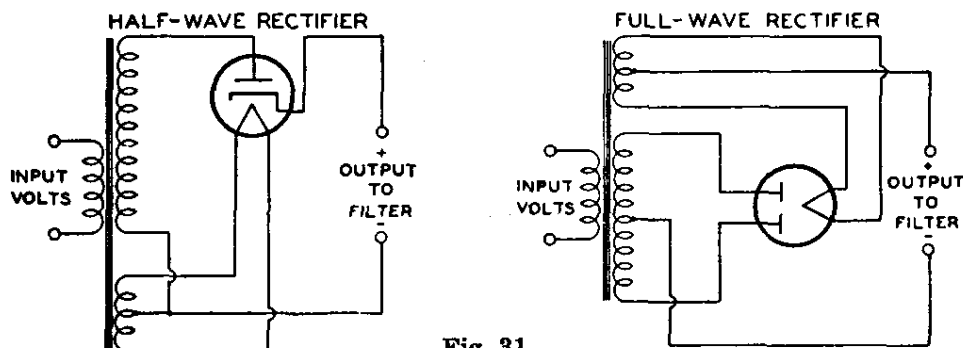 HALF-WAVE RECTIFIER
INPUT
VOLTS
+
OUTPUT
TO
FILTER
-
FULL-WAVE RECTIFIER
INPUT
VOLTS
+
OUTPUT
TO
FILTER
-
Fig. 31